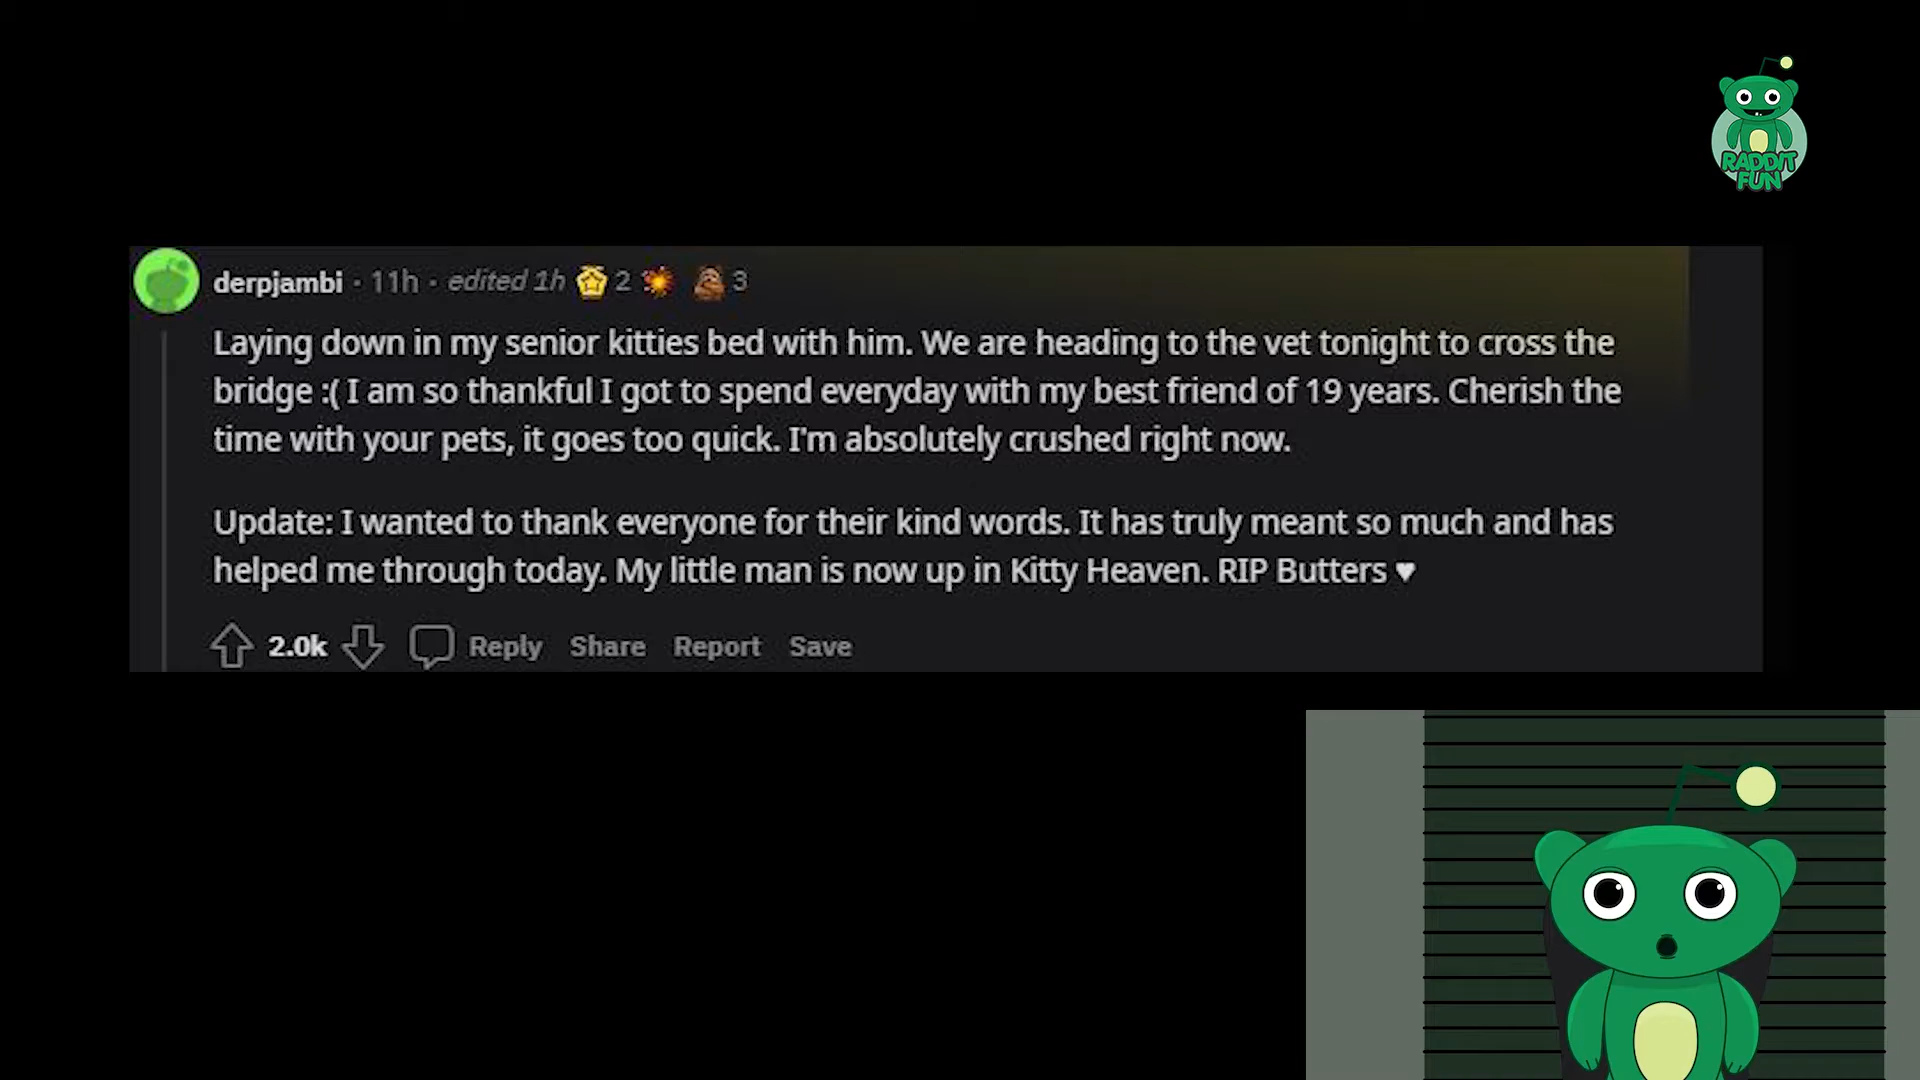 RADDIT
FUN
derpjambi · 11h · edited 1h 2 3
Laying down in my senior kitties bed with him. We are heading to the vet tonight to cross the
bridge :( I am so thankful I got to spend everyday with my best friend of 19 years. Cherish the
time with your pets, it goes too quick. I'm absolutely crushed right now.
Update: I wanted to thank everyone for their kind words. It has truly meant so much and has
helped me through today. My little man is now up in Kitty Heaven. RIP Butters ♥
2.0k Reply Share Report Save